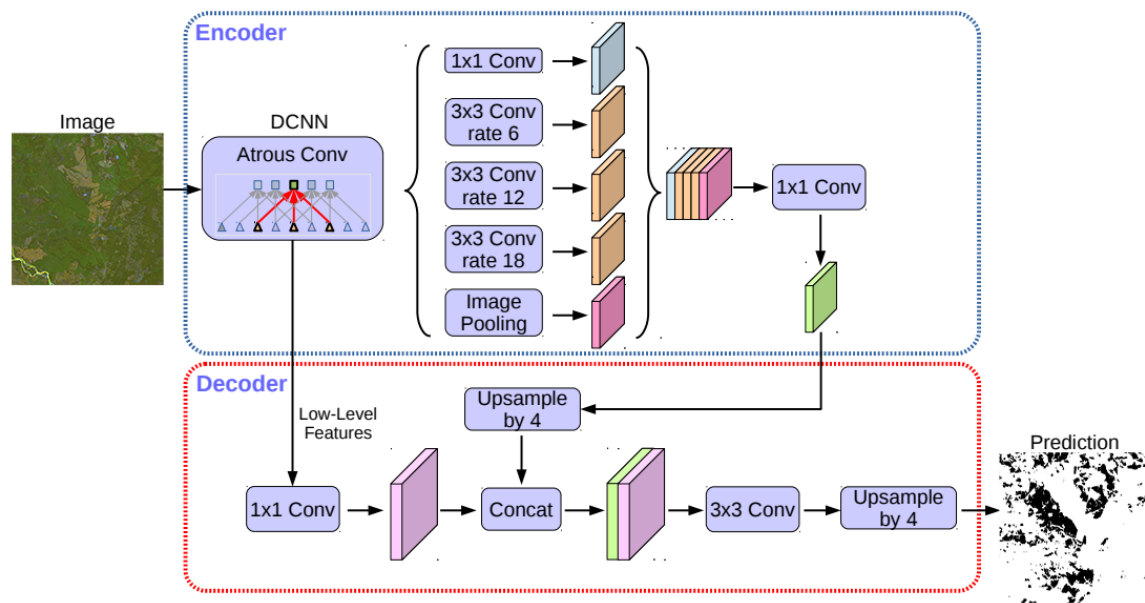 Encoder
Image
DCNN
Atrous Conv
1x1 Conv
3x3 Conv
rate 6
3x3 Conv
rate 12
3x3 Conv
rate 18
Image
Pooling
1x1 Conv
Decoder
Low-Level
Features
Upsample
by 4
1x1 Conv
Concat
3x3 Conv
Upsample
by 4
Prediction